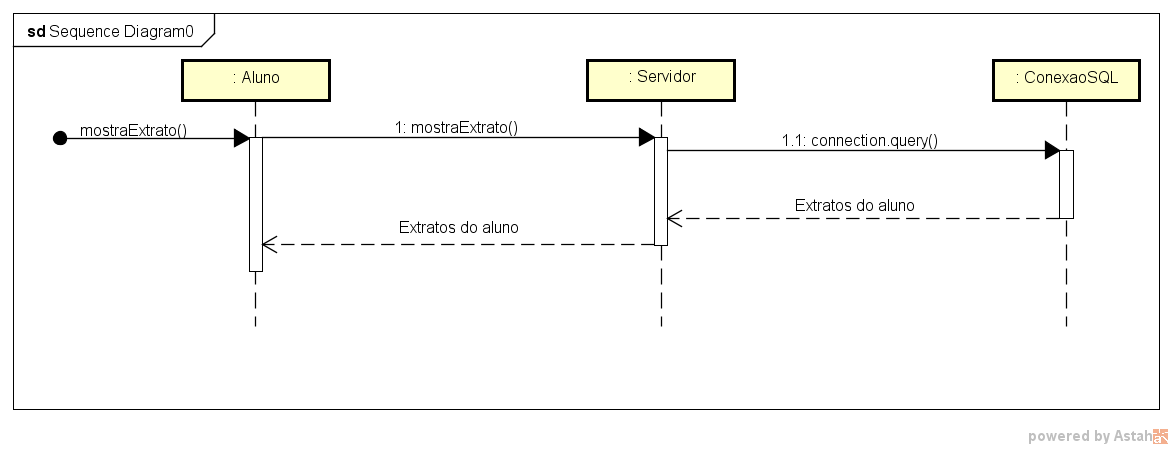 sd Sequence Diagram0
: Aluno
: Servidor
: ConexaoSQL
mostraExtrato()
1: mostraExtrato()
1.1: connection.query()
Extratos do aluno
Extratos do aluno
powered by Astah